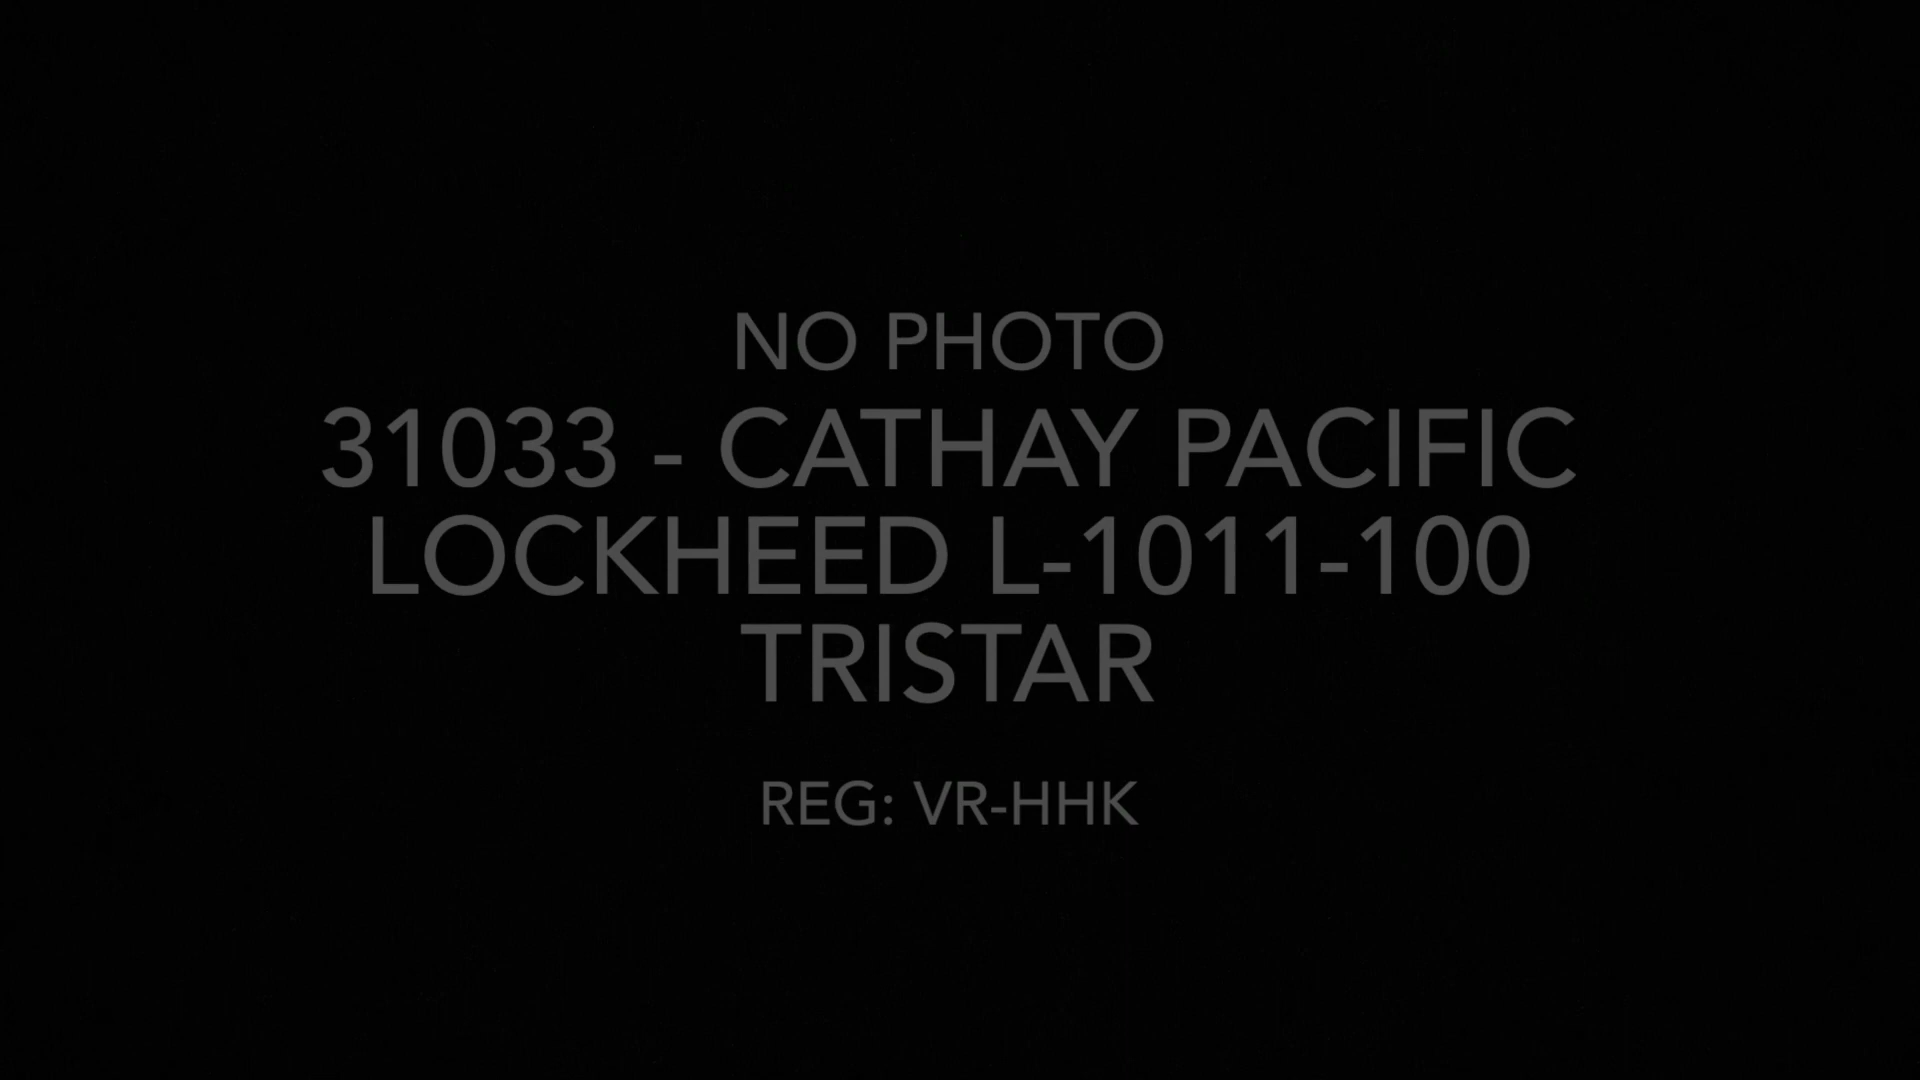 NO PHOTO
31033 - CATHAY PACIFIC
LOCKHEED L-1011-100
TRISTAR
REG: VR-HHK